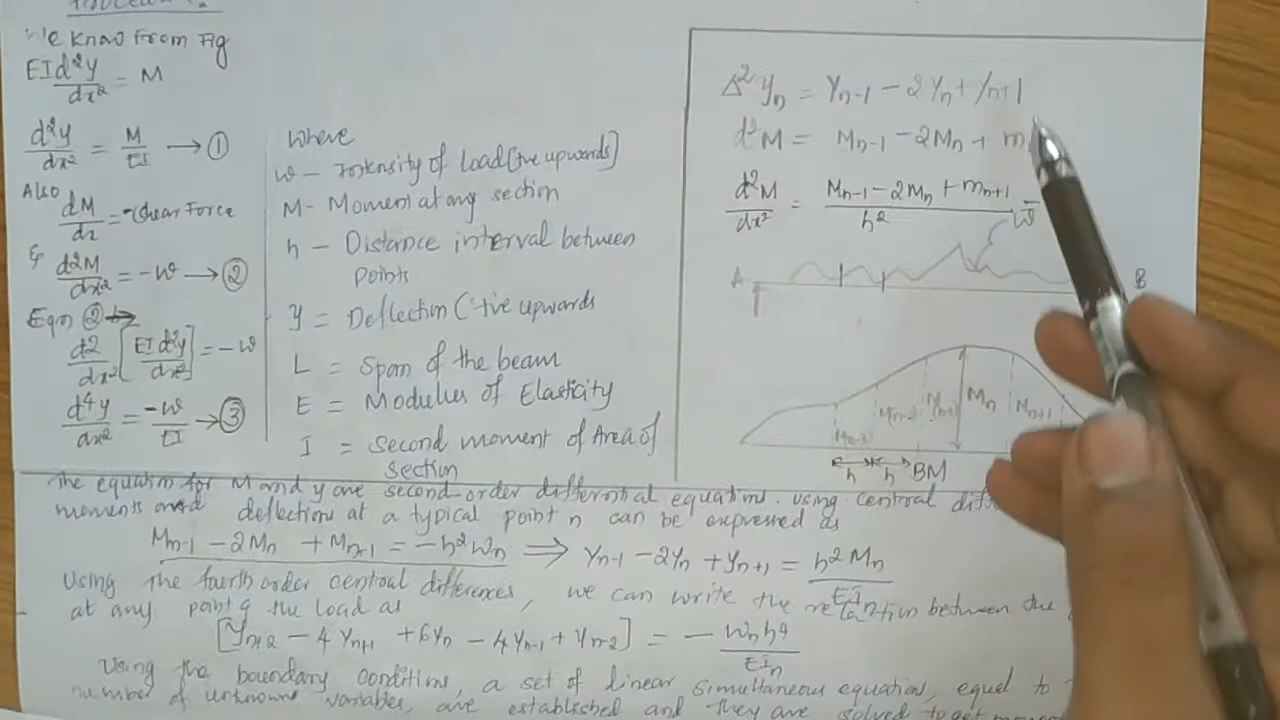 We Know From Fig
EI d²y/dx² = M
d²y/dx² = M/EI → ①
Also
dM/dx = -Shear Force
& d²M/dx² = -w → ②
Eqn ② →
d2/dx² [EI d²y/dx²] = -w
d⁴y/dx² = -w/EI → ③
where
w - Intensity of Load (+ve upwards)
M - Moment at any section
h - Distance interval between
points
y = Deflection (+ive upwards
L = Span of the beam
E = Modulus of Elasticity
I = Second moment of Area of
section
Δ²yn = yn-1 - 2yn + yn+1
d²M = Mn-1 - 2Mn + m
d²M/dx² = Mn-1 - 2Mn + mn+1 / h²
w
A B
Mn Mn+1
h h BM
The equation for M and y are second-order differential equations. using central
moments and deflection at a typical point n can be expressed as
Mn-1 - 2Mn + Mn+1 = -h²wn ⇒ yn-1 - 2yn + yn+1 = h²Mn/EIn
Using the fourth order central differences, we can write the relation between the
at any point & the load as
[yn+2 - 4yn+1 + 6yn - 4yn-1 + yn-2] = - wnh⁴/EIn
Using the boundary conditions, a set of linear simultaneous equation, equal to
number of unknown variables, are established and they are solved to get